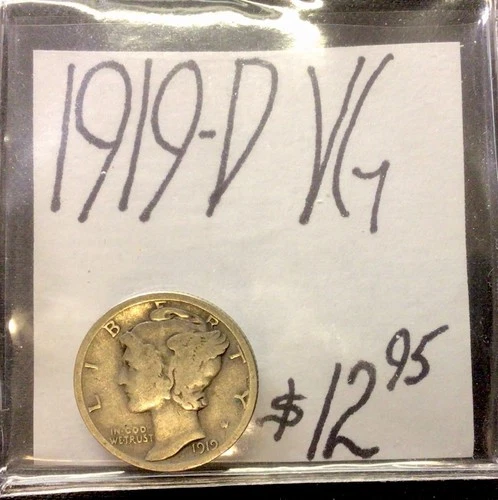 1919-D VG
LIBERTY
IN GOD
WE TRUST
1919
$12.95